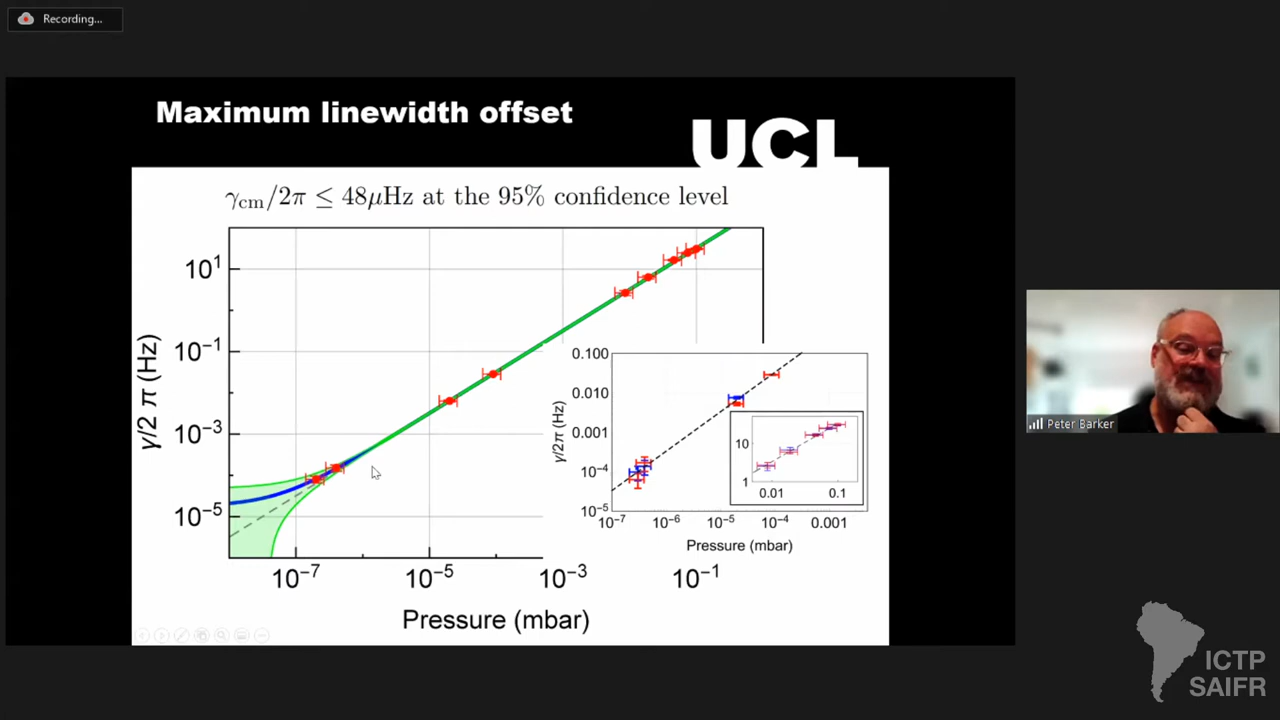 Recording...
Maximum linewidth offset
UCL
γcm/2π ≤ 48μHz at the 95% confidence level
10¹
10⁻¹
10⁻³
10⁻⁵
γ/2 π (Hz)
10⁻⁷
10⁻⁵
10⁻³
10⁻¹
Pressure (mbar)
0.100
0.010
0.001
10⁻⁴
10⁻⁵
γ/2π (Hz)
10⁻⁷
10⁻⁶
10⁻⁵
10⁻⁴
0.001
Pressure (mbar)
10
1
0.01
0.1
Peter Barker
ICTP
SAIFR